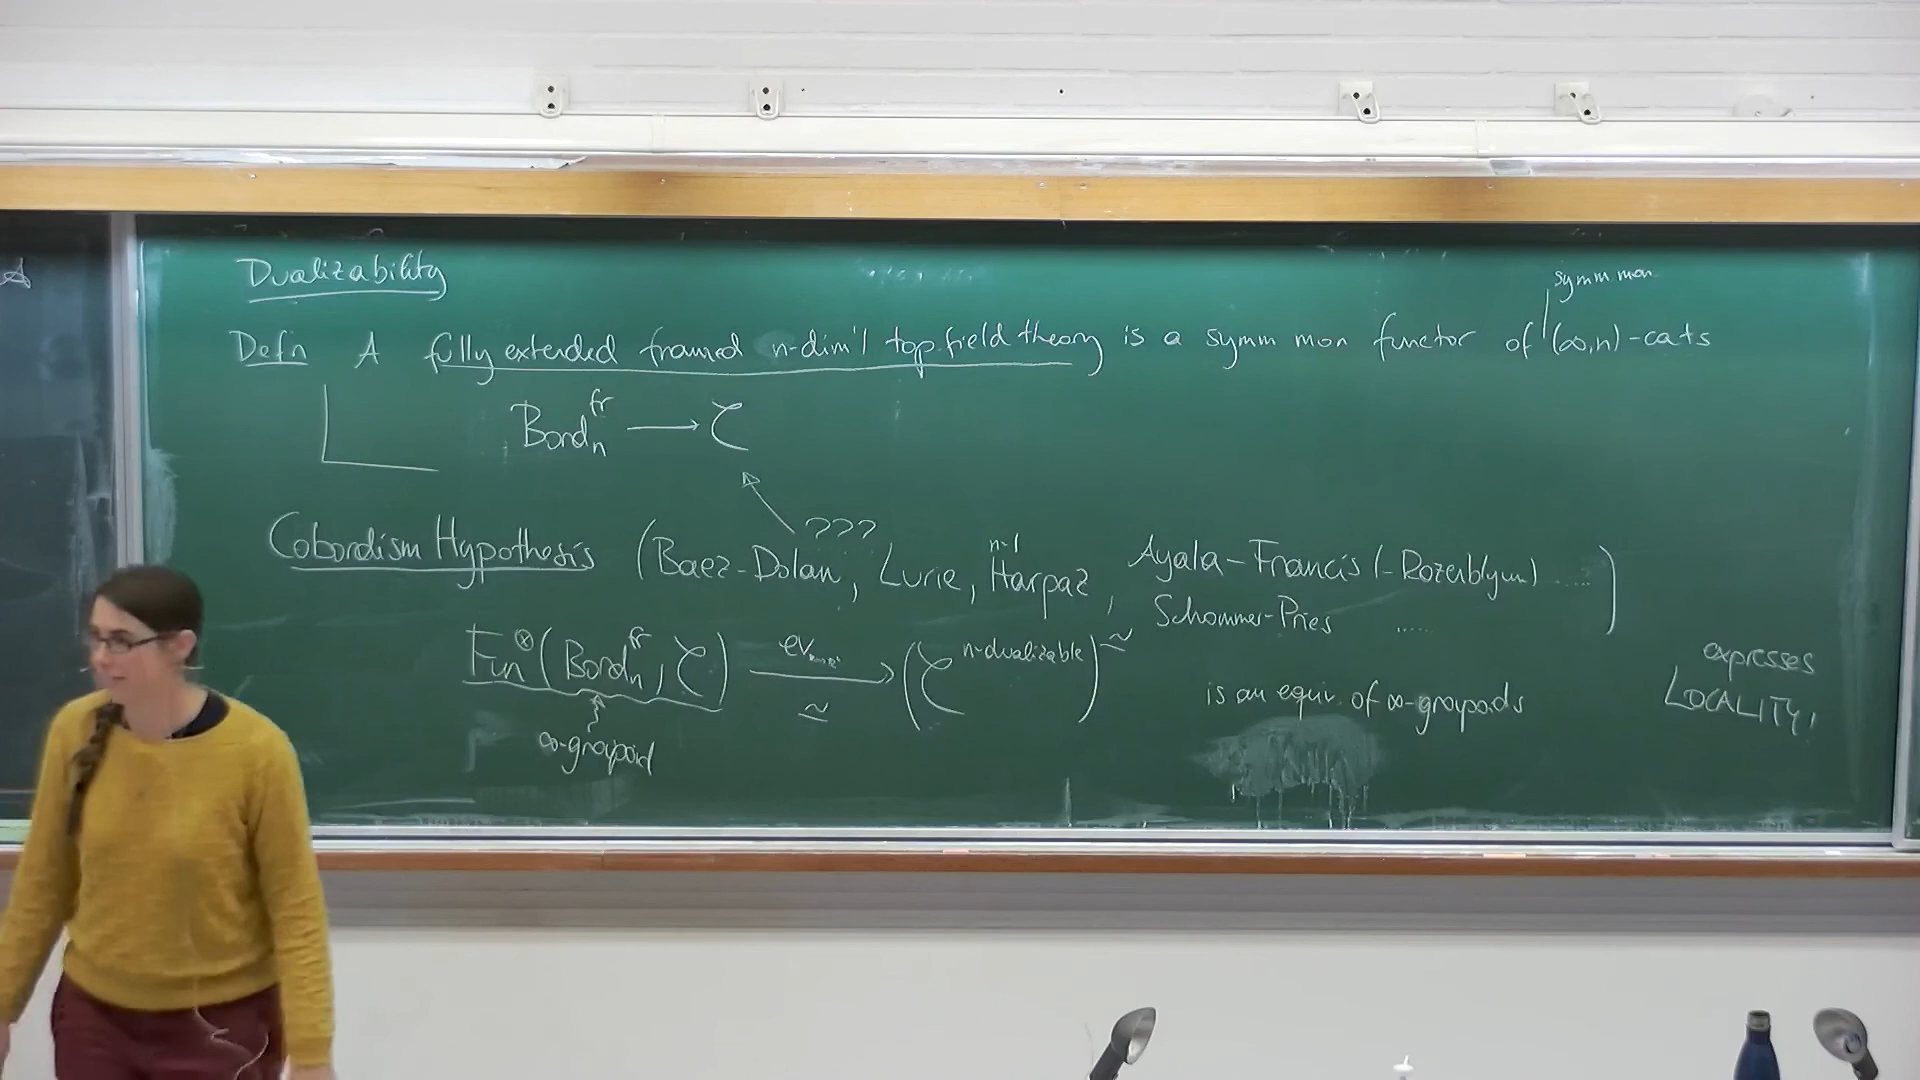 Dualizability
symm mon
Defn A fully extended framed n-dim'l top. field theory is a symm mon functor of (∞,n)-cats
Bord_n^fr → 𝒞
???
Cobordism Hypothesis (Baez-Dolan, Lurie, Harpaz, Ayala-Francis (-Rozenblyum) .....
n-1
Schommer-Pries ..... )
Fun^⊗(Bord_n^fr, 𝒞) → (𝒞^n-dualizable)^≃
ev
≃
is an equiv. of ∞-groupoids
∞-groupoid
expresses
LOCALITY!